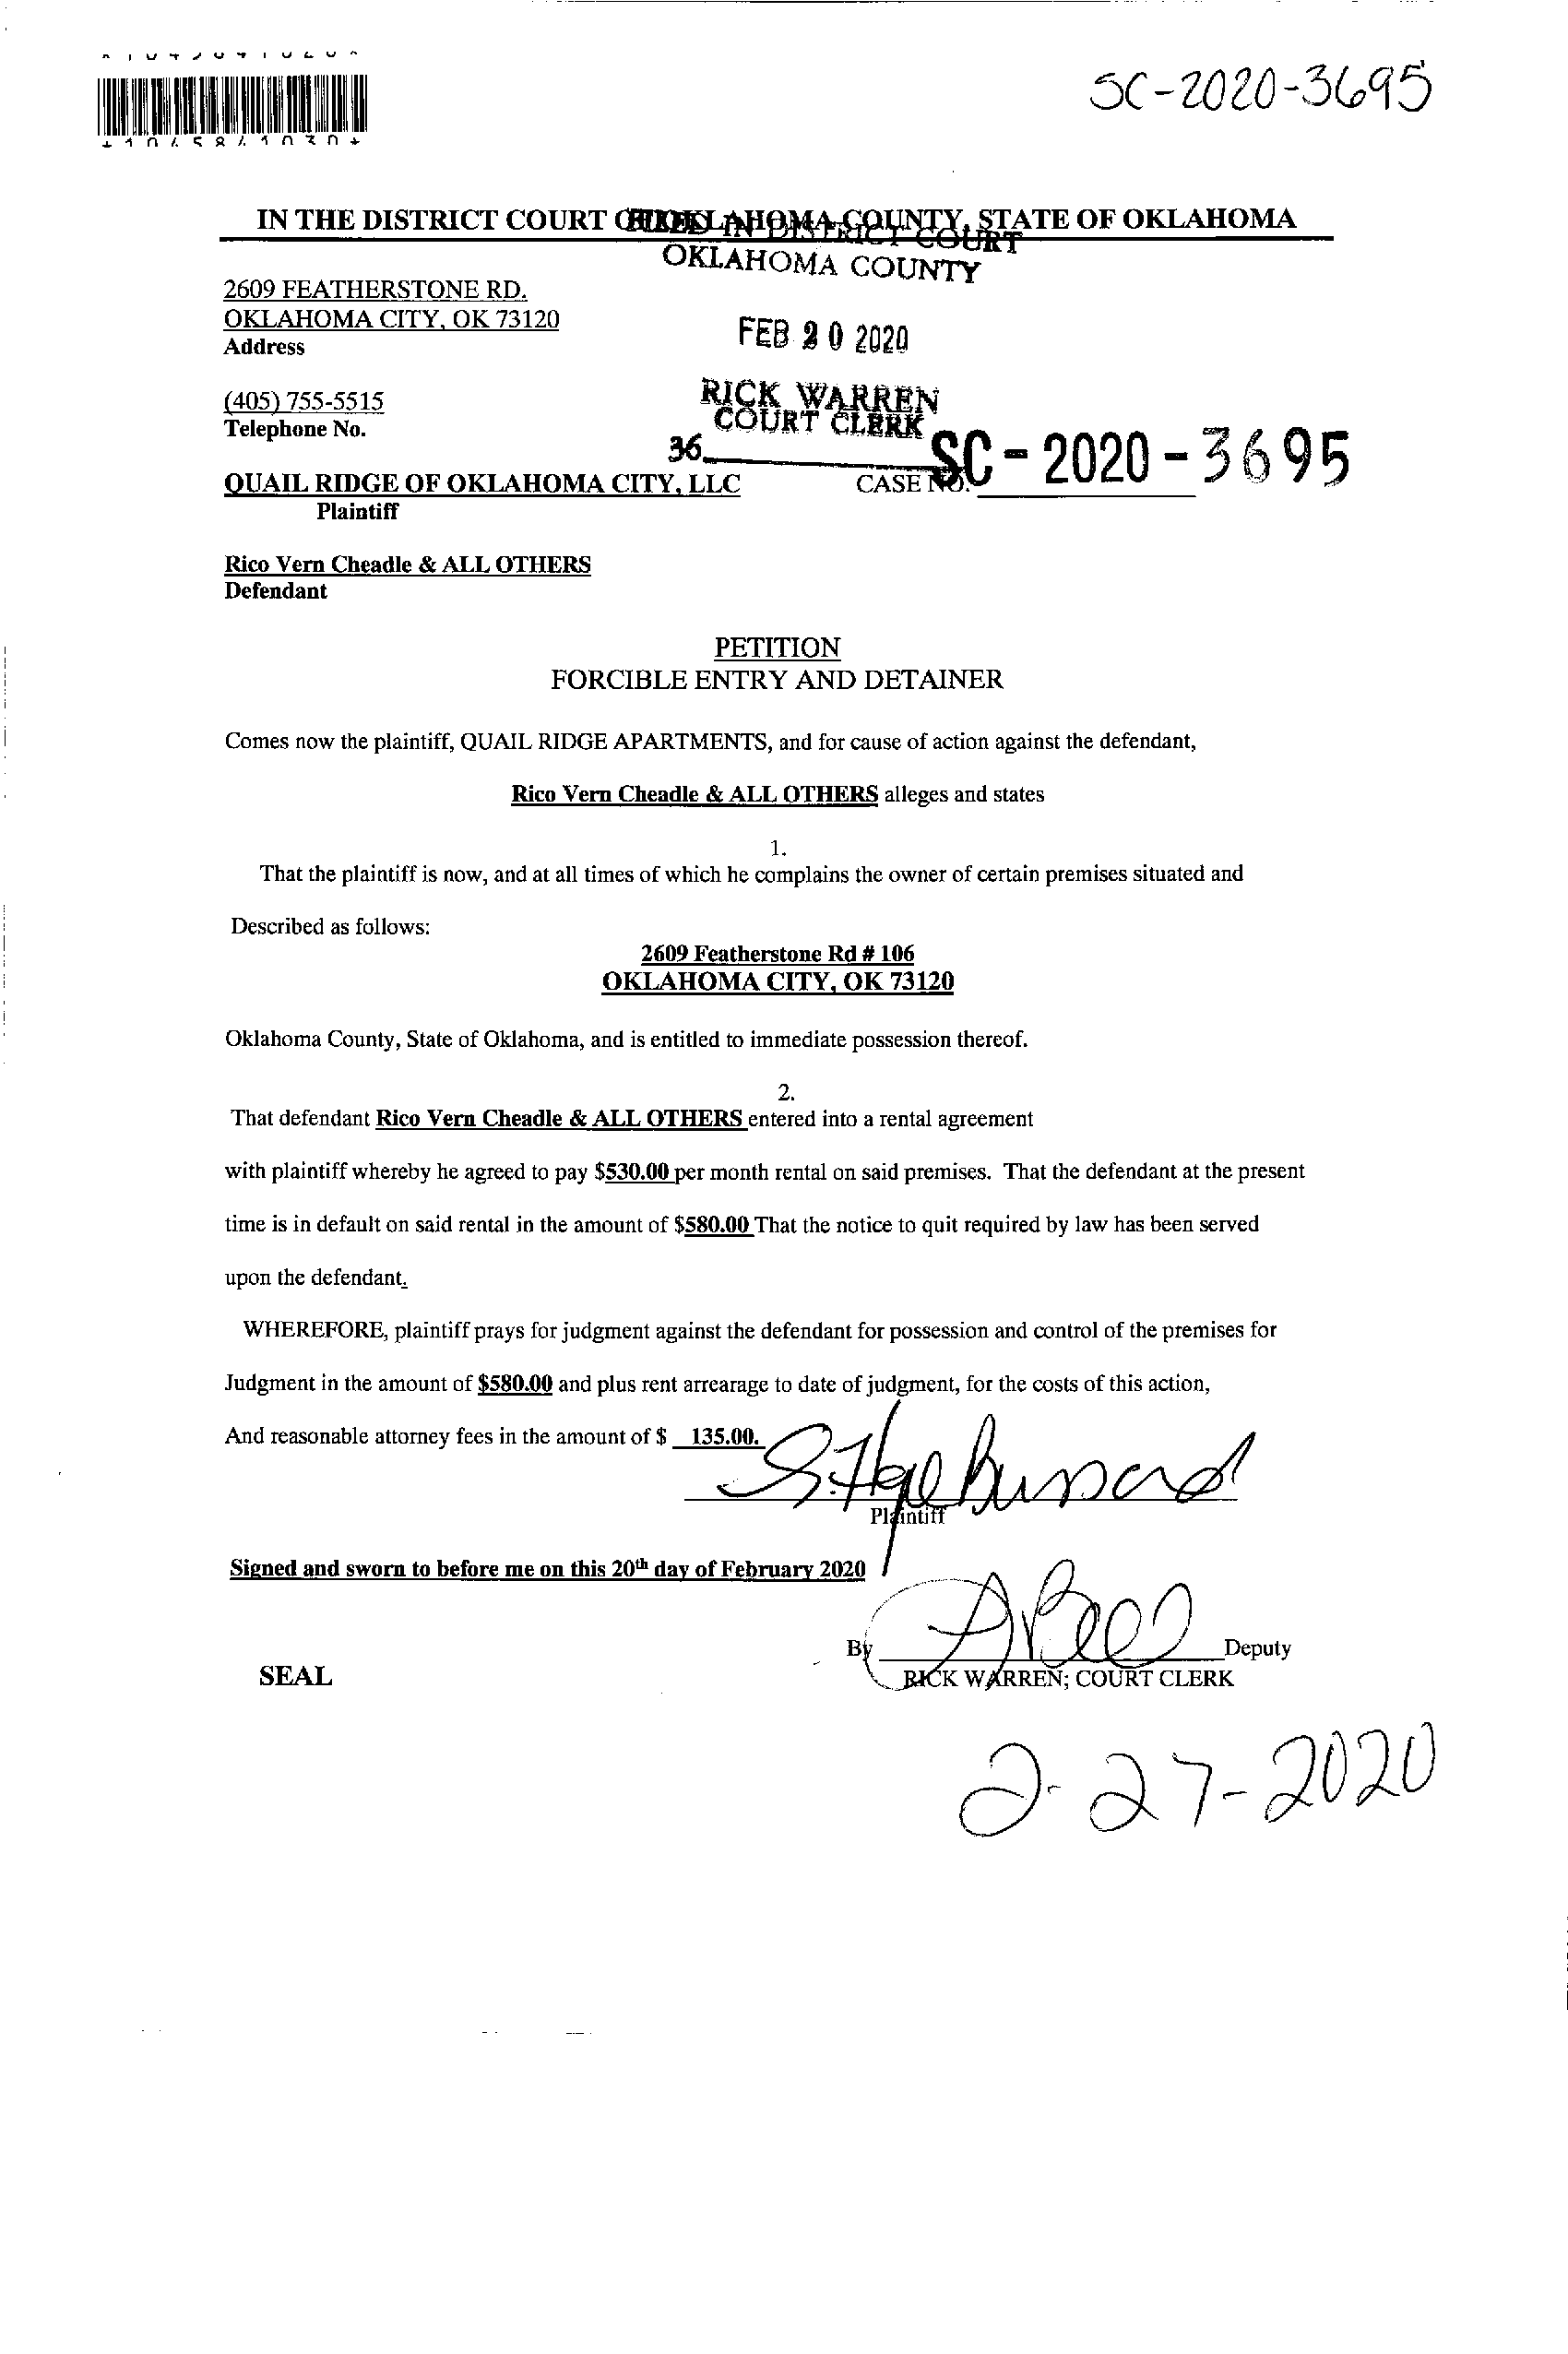 SC-2020-3695
IN THE DISTRICT COURT OF OKLAHOMA COUNTY, STATE OF OKLAHOMA
FILED IN DISTRICT COURT
OKLAHOMA COUNTY
2609 FEATHERSTONE RD.
OKLAHOMA CITY, OK 73120
Address
FEB 20 2020
(405) 755-5515
Telephone No.
RICK WARREN
COURT CLERK
36
SC-2020-3695
QUAIL RIDGE OF OKLAHOMA CITY, LLC CASE NO.
Plaintiff
Rico Vern Cheadle & ALL OTHERS
Defendant
PETITION
FORCIBLE ENTRY AND DETAINER
Comes now the plaintiff, QUAIL RIDGE APARTMENTS, and for cause of action against the defendant,
Rico Vern Cheadle & ALL OTHERS alleges and states
1.
That the plaintiff is now, and at all times of which he complains the owner of certain premises situated and
Described as follows:
2609 Featherstone Rd # 106
OKLAHOMA CITY, OK 73120
Oklahoma County, State of Oklahoma, and is entitled to immediate possession thereof.
2.
That defendant Rico Vern Cheadle & ALL OTHERS entered into a rental agreement
with plaintiff whereby he agreed to pay $530.00 per month rental on said premises. That the defendant at the present
time is in default on said rental in the amount of $580.00 That the notice to quit required by law has been served
upon the defendant.
WHEREFORE, plaintiff prays for judgment against the defendant for possession and control of the premises for
Judgment in the amount of $580.00 and plus rent arrearage to date of judgment, for the costs of this action,
And reasonable attorney fees in the amount of $ 135.00.
Plaintiff
Signed and sworn to before me on this 20th day of February 2020
By Deputy
SEAL
RICK WARREN; COURT CLERK
2-27-2020